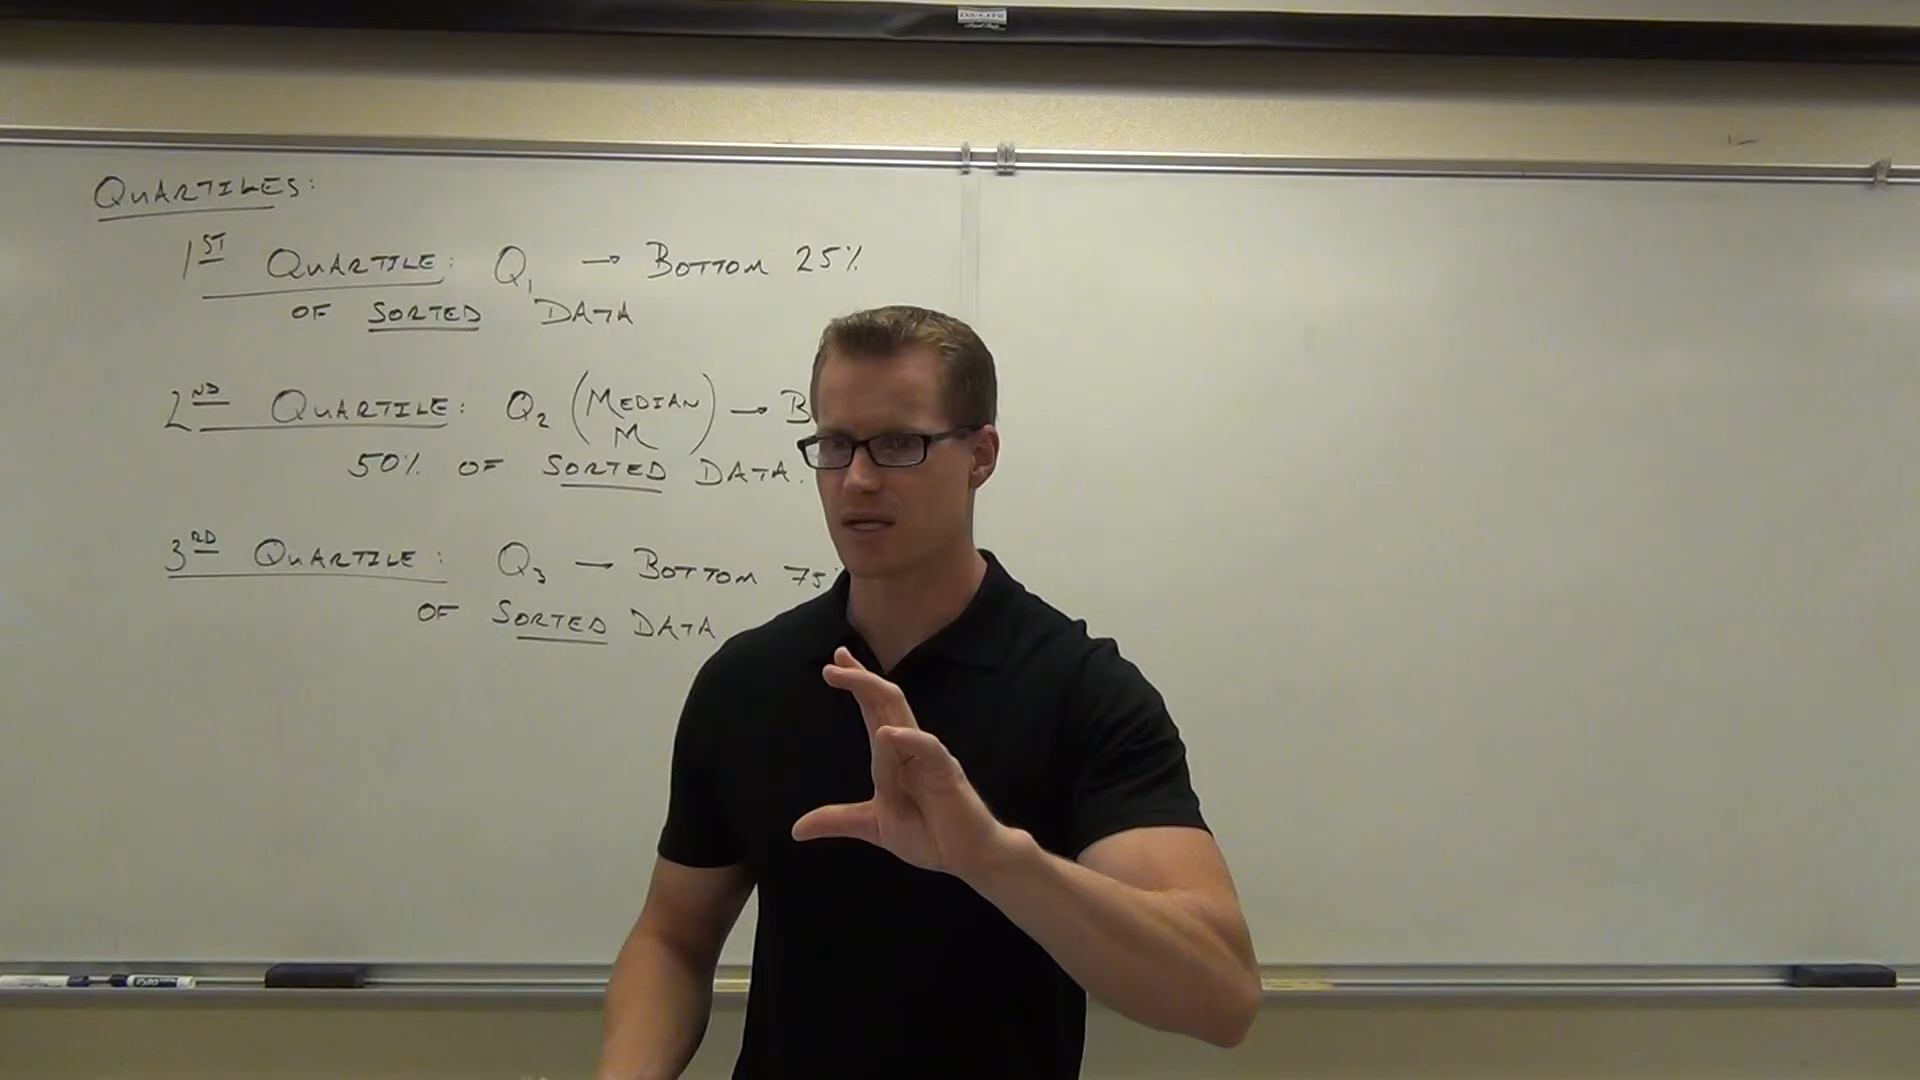 QUARTILES:
1ST QUARTILE: Q1 → BOTTOM 25%
OF SORTED DATA
2ND QUARTILE: Q2 (MEDIAN M) →
50% OF SORTED DATA.
3RD QUARTILE: Q3 → BOTTOM 75
OF SORTED DATA